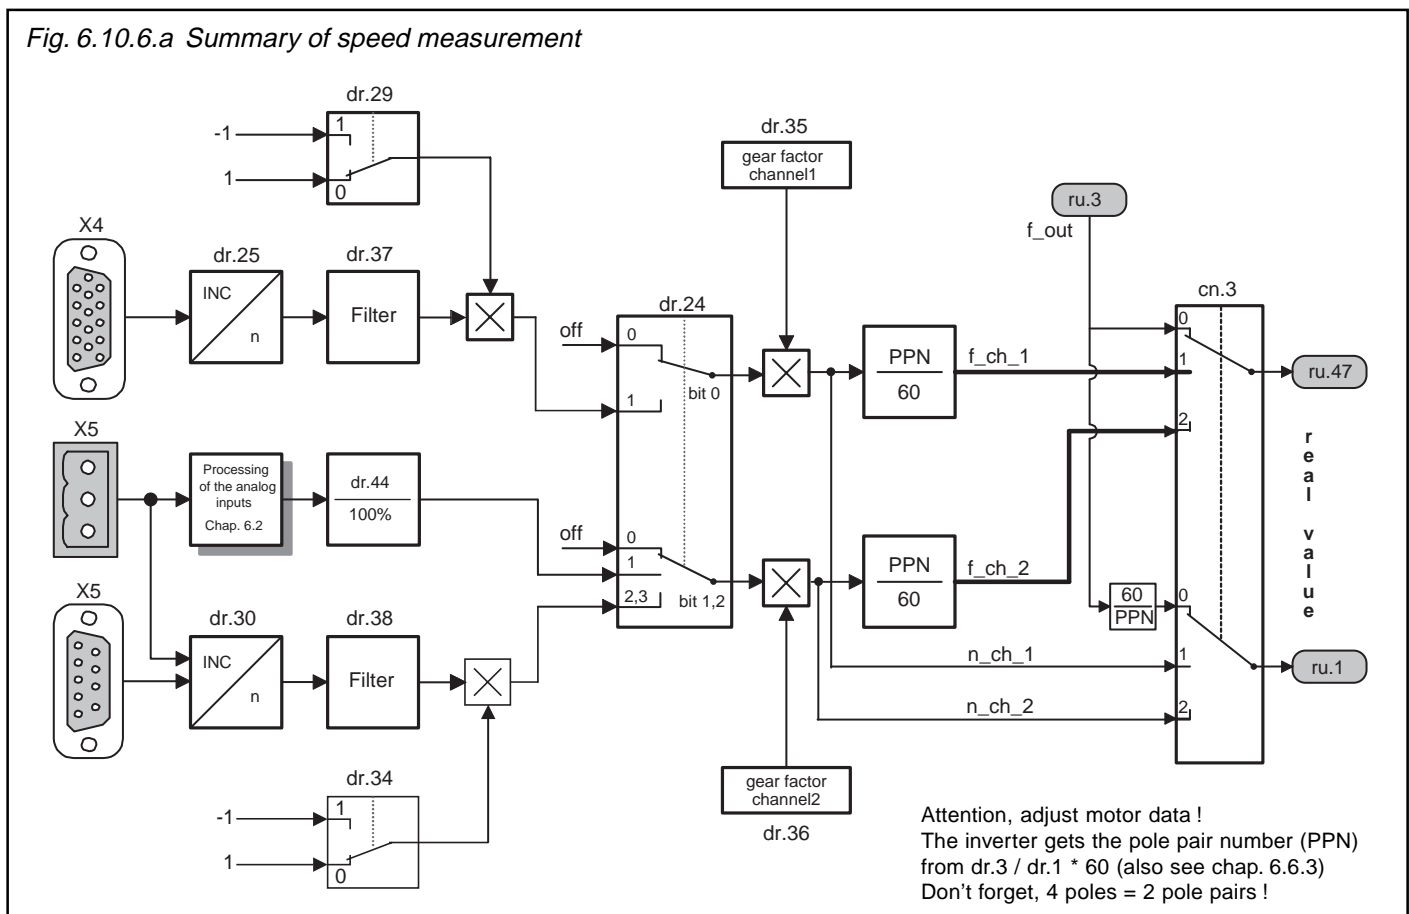 Fig. 6.10.6.a Summary of speed measurement
dr.29
-1
1
1
0
dr.35
gear factor
channel1
ru.3
f_out
X4
dr.25
INC
n
dr.37
Filter
dr.24
off
0
1
bit 0
PPN
60
f_ch_1
cn.3
0
1
2
ru.47
X5
Processing
of the analog
inputs
Chap. 6.2
dr.44
100%
off
0
1
2,3
bit 1,2
PPN
60
f_ch_2
real value
60
PPN
0
1
2
ru.1
X5
dr.30
INC
n
dr.38
Filter
n_ch_1
n_ch_2
dr.34
-1
1
1
0
gear factor
channel2
dr.36
Attention, adjust motor data !
The inverter gets the pole pair number (PPN)
from dr.3 / dr.1 * 60 (also see chap. 6.6.3)
Don't forget, 4 poles = 2 pole pairs !